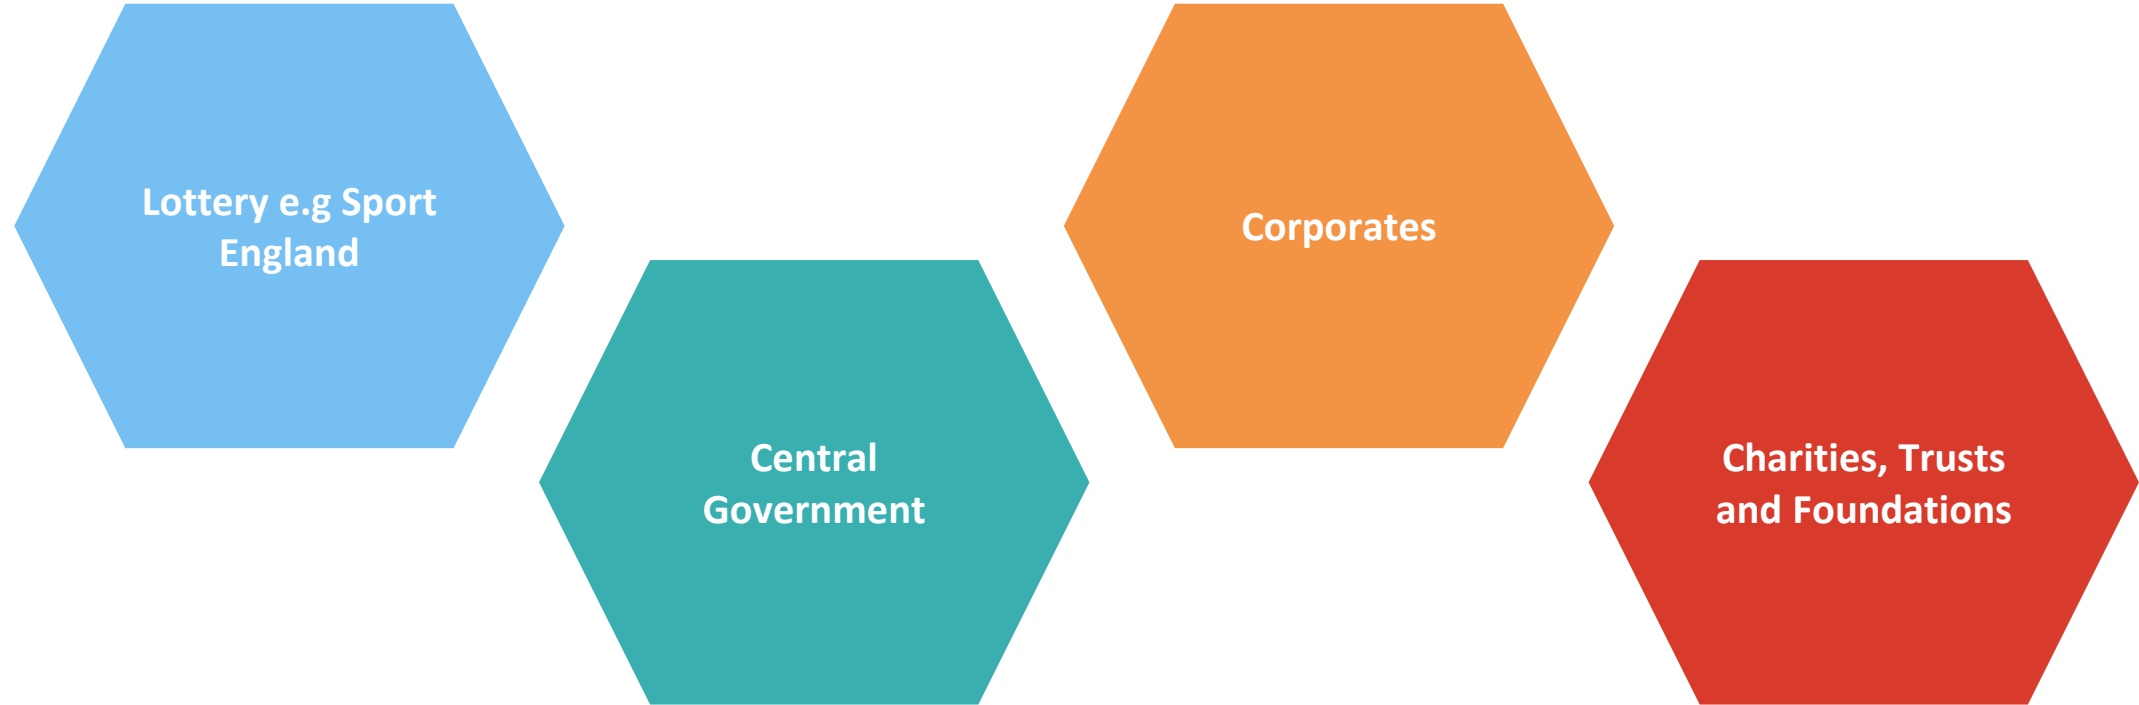 Lottery e.g Sport
England
Central
Government
Corporates
Charities, Trusts
and Foundations